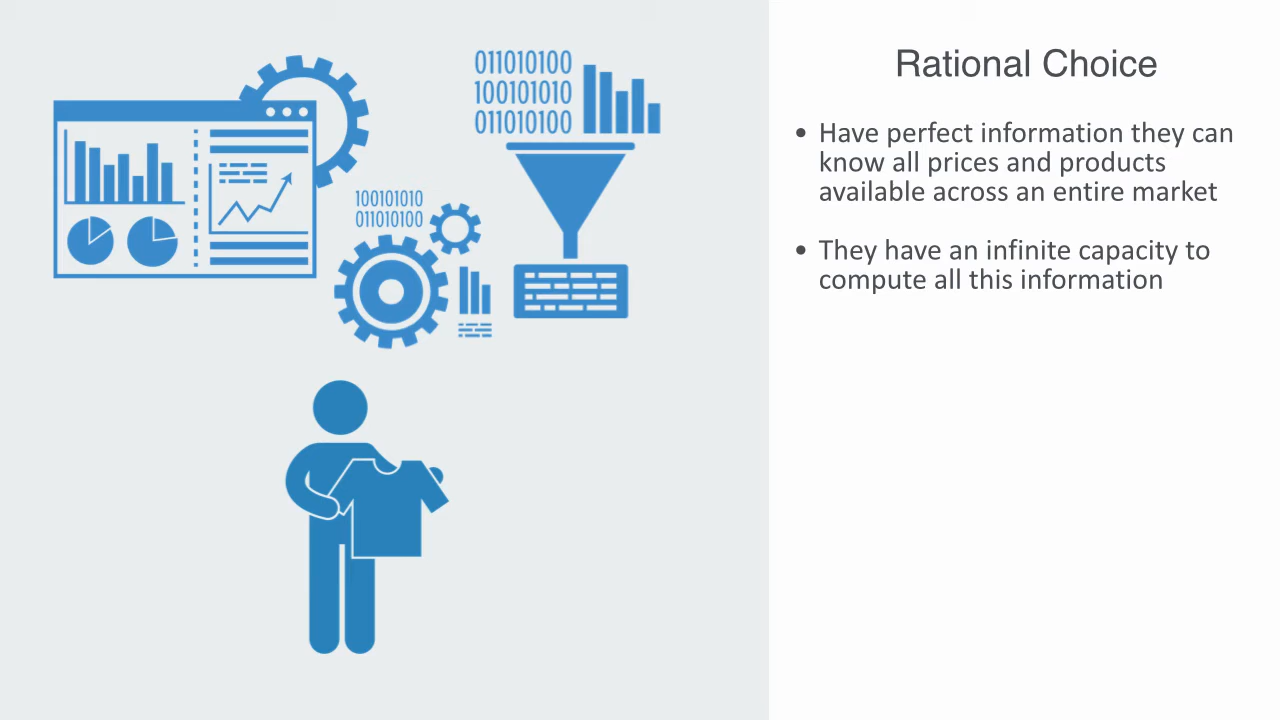 011010100
100101010
011010100
100101010
011010100
Rational Choice
• Have perfect information they can
know all prices and products
available across an entire market
• They have an infinite capacity to
compute all this information